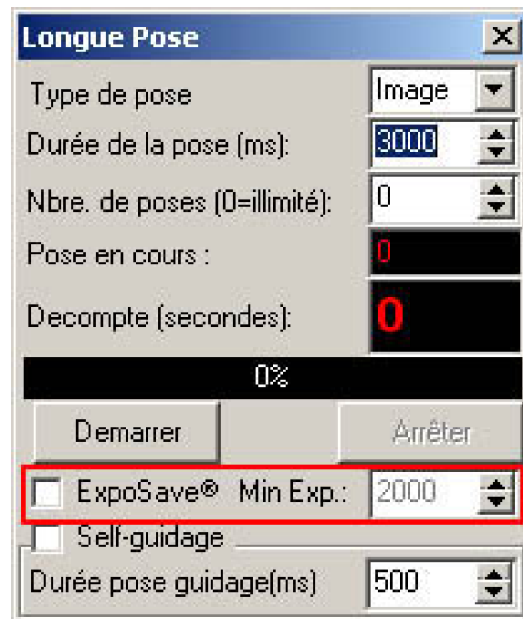 Longue Pose
Type de pose Image
Durée de la pose (ms): 3000
Nbre. de poses (0=illimité): 0
Pose en cours : 0
Decompte (secondes): 0
0%
Demarrer Arrêter
ExpoSave® Min Exp.: 2000
Self-guidage
Durée pose guidage(ms) 500